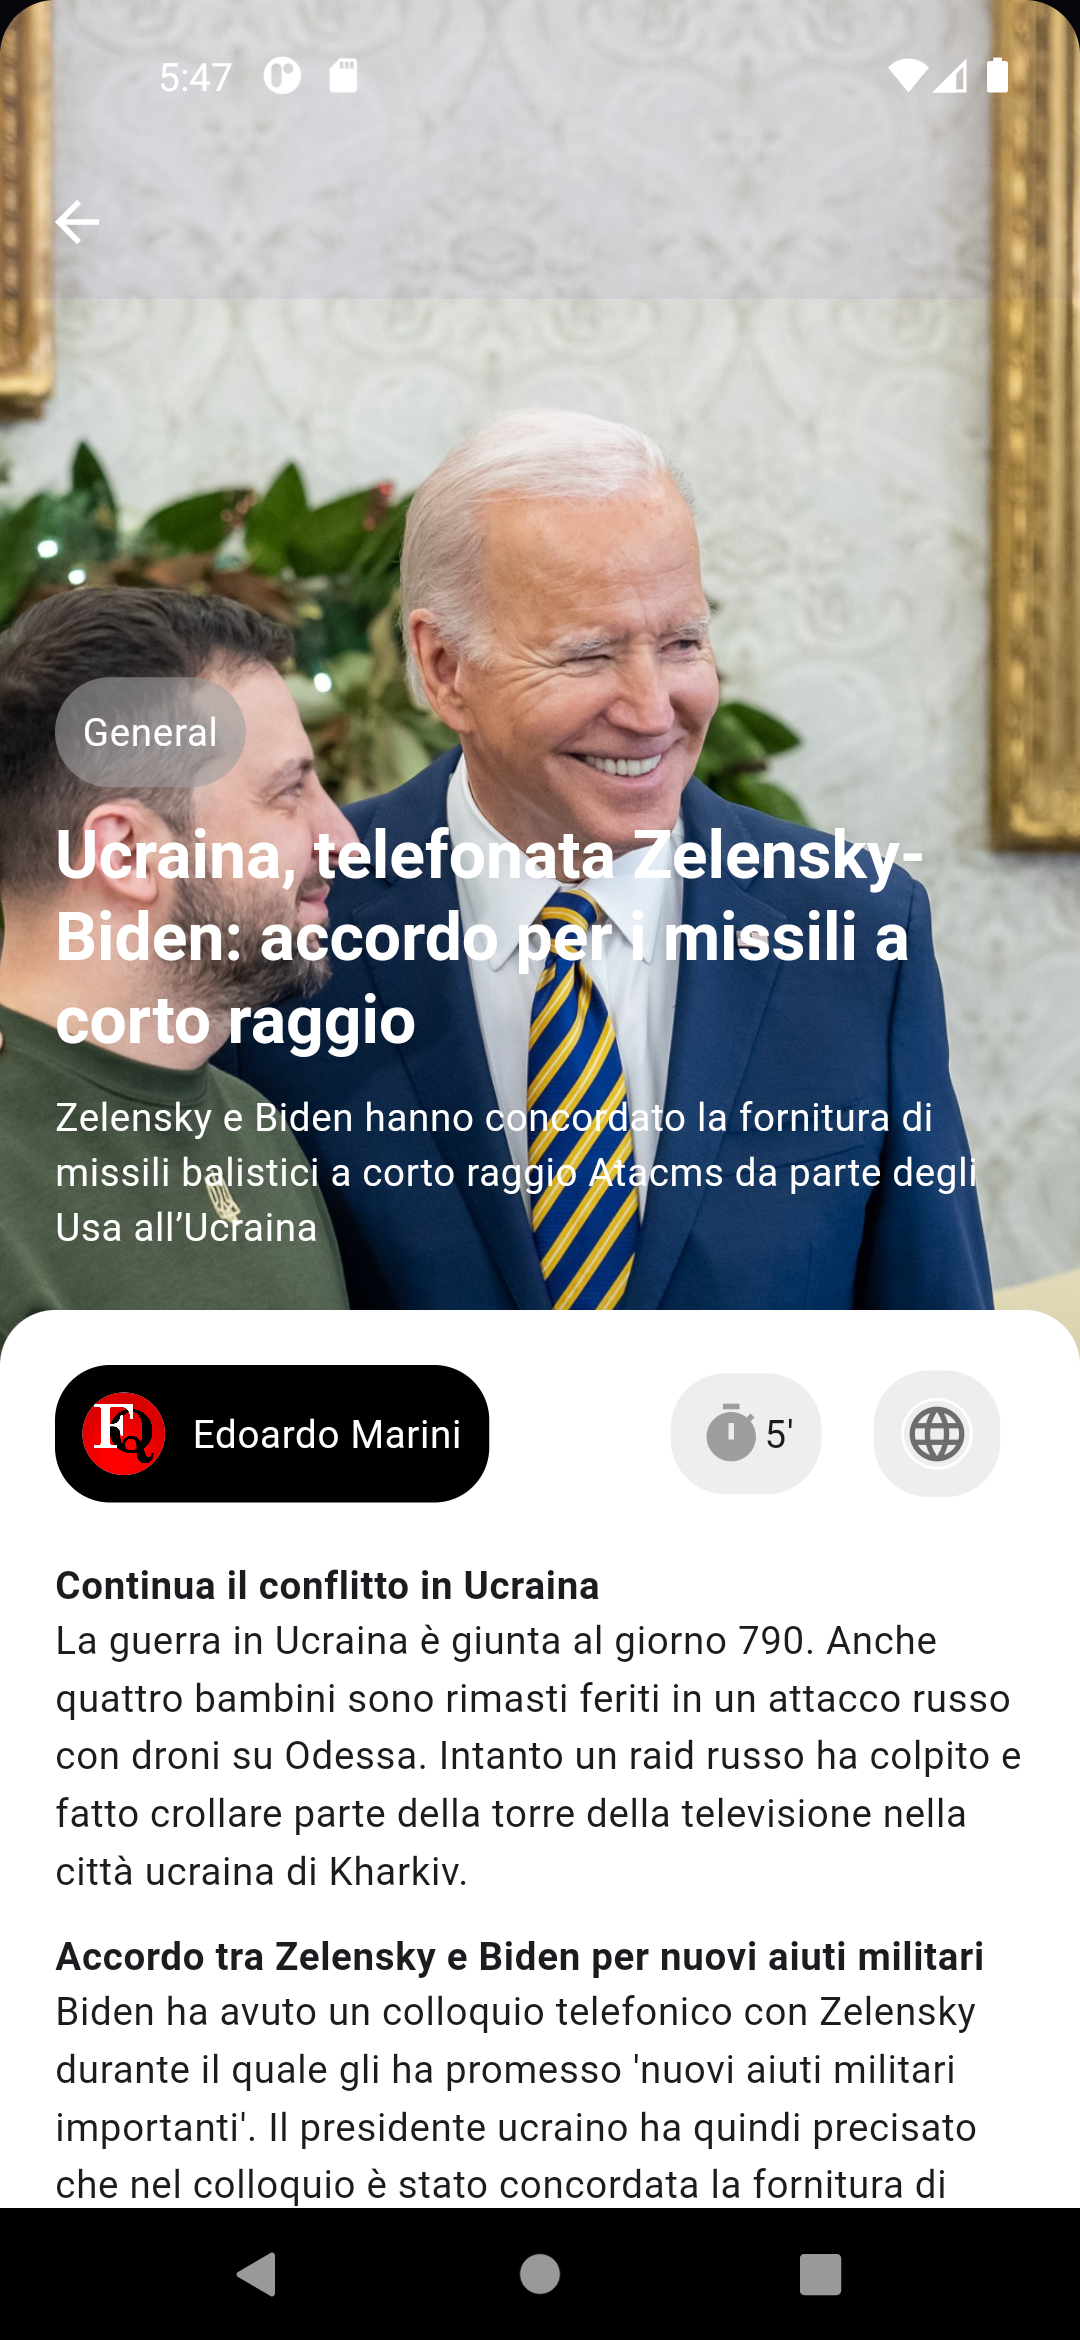 5:47
General
Ucraina, telefonata Zelensky-
Biden: accordo per i missili a
corto raggio
Zelensky e Biden hanno concordato la fornitura di
missili balistici a corto raggio Atacms da parte degli
Usa all’Ucraina
FQ
Edoardo Marini
5'
Continua il conflitto in Ucraina
La guerra in Ucraina è giunta al giorno 790. Anche
quattro bambini sono rimasti feriti in un attacco russo
con droni su Odessa. Intanto un raid russo ha colpito e
fatto crollare parte della torre della televisione nella
città ucraina di Kharkiv.
Accordo tra Zelensky e Biden per nuovi aiuti militari
Biden ha avuto un colloquio telefonico con Zelensky
durante il quale gli ha promesso 'nuovi aiuti militari
importanti'. Il presidente ucraino ha quindi precisato
che nel colloquio è stato concordata la fornitura di